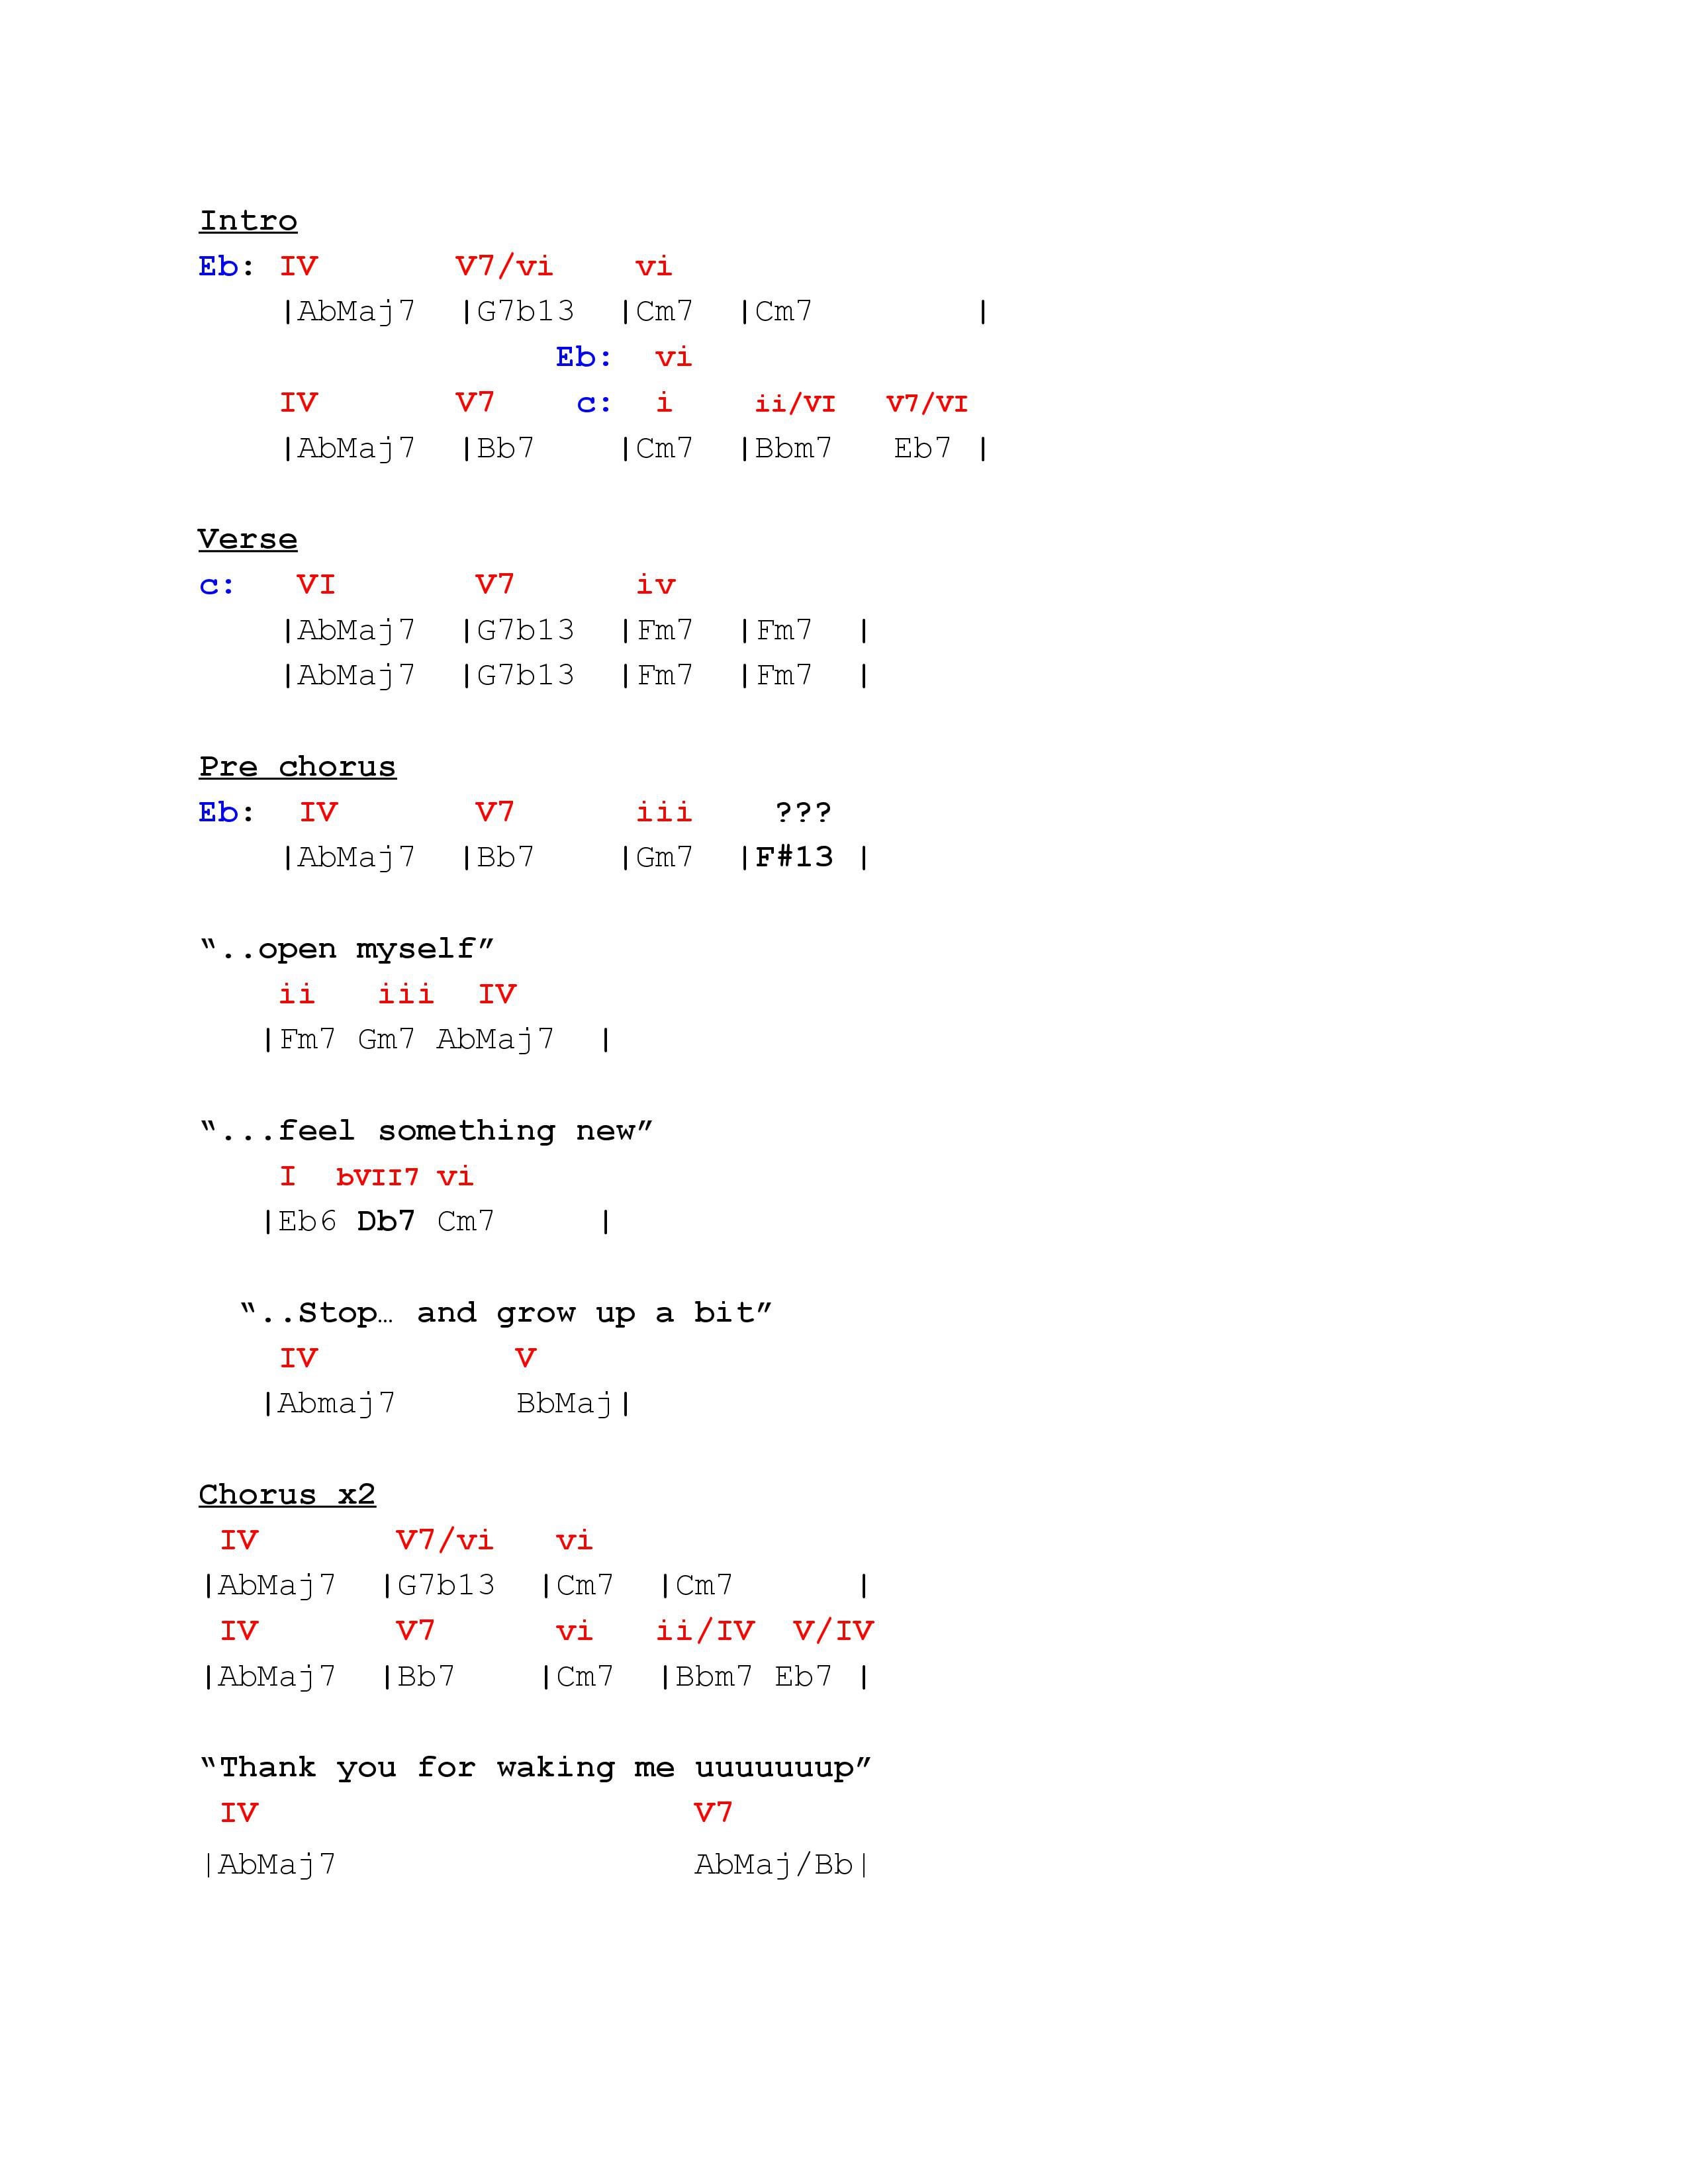 Intro
Eb: IV V7/vi vi
|AbMaj7 |G7b13 |Cm7 |Cm7 |
Eb: vi
IV V7 c: i ii/VI V7/VI
|AbMaj7 |Bb7 |Cm7 |Bbm7 Eb7 |
Verse
c: VI V7 iv
|AbMaj7 |G7b13 |Fm7 |Fm7 |
|AbMaj7 |G7b13 |Fm7 |Fm7 |
Pre chorus
Eb: IV V7 iii ???
|AbMaj7 |Bb7 |Gm7 |F#13 |
“..open myself”
ii iii IV
|Fm7 Gm7 AbMaj7 |
“...feel something new”
I bVII7 vi
|Eb6 Db7 Cm7 |
“..Stop… and grow up a bit”
IV V
|Abmaj7 BbMaj|
Chorus x2
IV V7/vi vi
|AbMaj7 |G7b13 |Cm7 |Cm7 |
IV V7 vi ii/IV V/IV
|AbMaj7 |Bb7 |Cm7 |Bbm7 Eb7 |
“Thank you for waking me uuuuuuup”
IV V7
|AbMaj7 AbMaj/Bb|